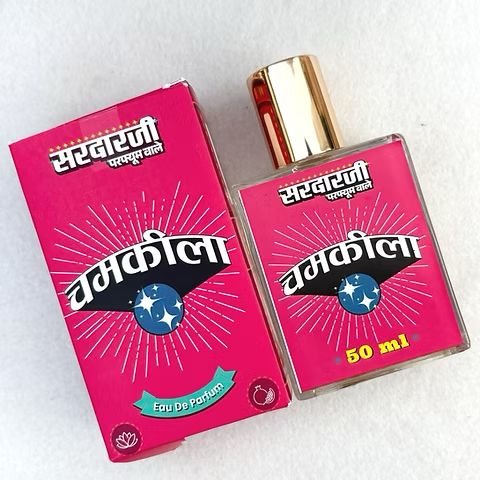 सरदारजी
परफ्यूम वाले
चमकीला
Eau De Parfum
सरदारजी
परफ्यूम वाले
चमकीला
50 ml